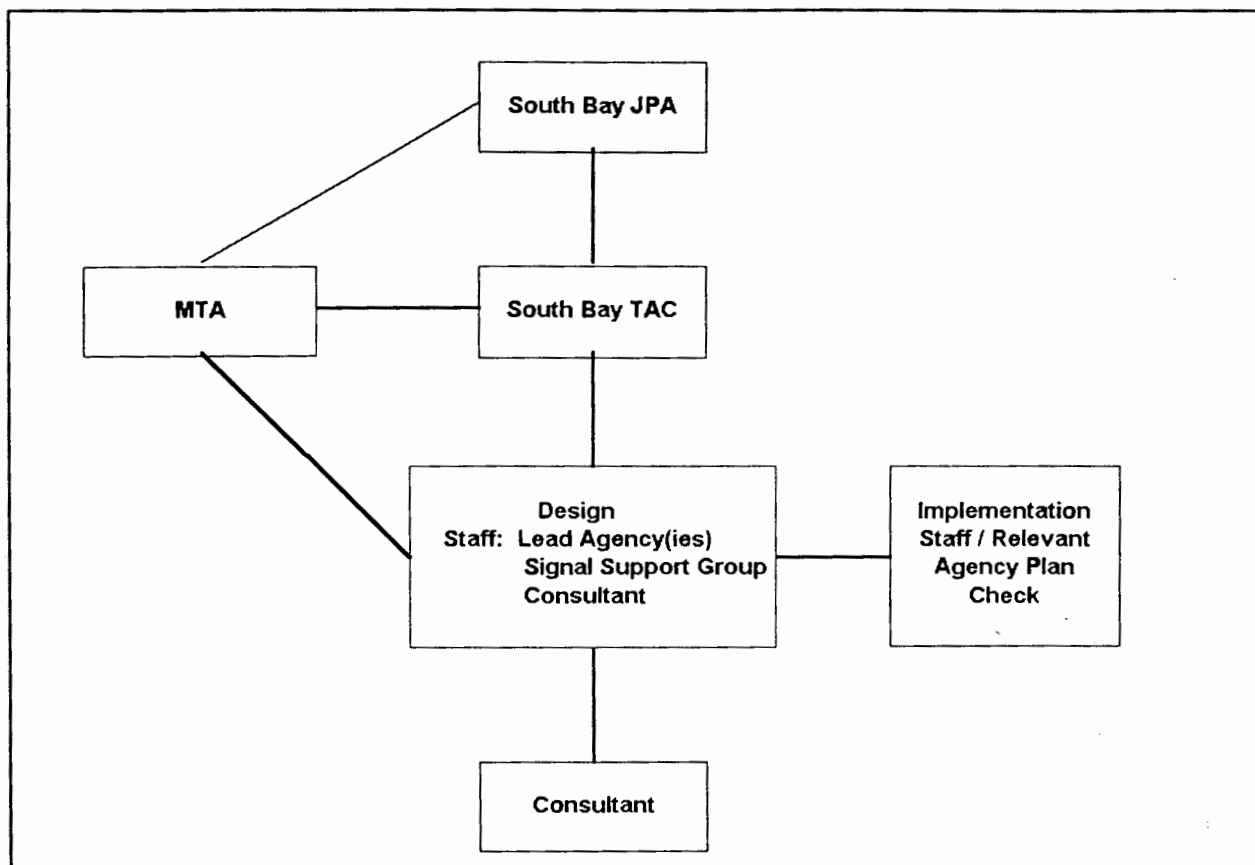 South Bay JPA
MTA
South Bay TAC
Design
Staff: Lead Agency(ies)
Signal Support Group
Consultant
Implementation
Staff / Relevant
Agency Plan
Check
Consultant